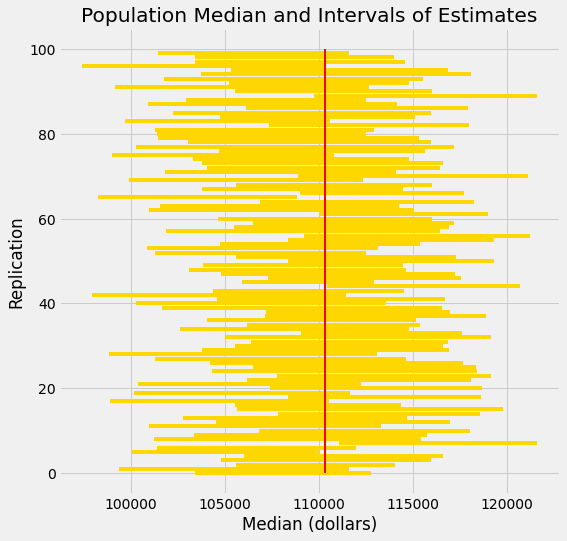 Population Median and Intervals of Estimates
100
80
60
40
20
0
Replication
100000 105000 110000 115000 120000
Median (dollars)